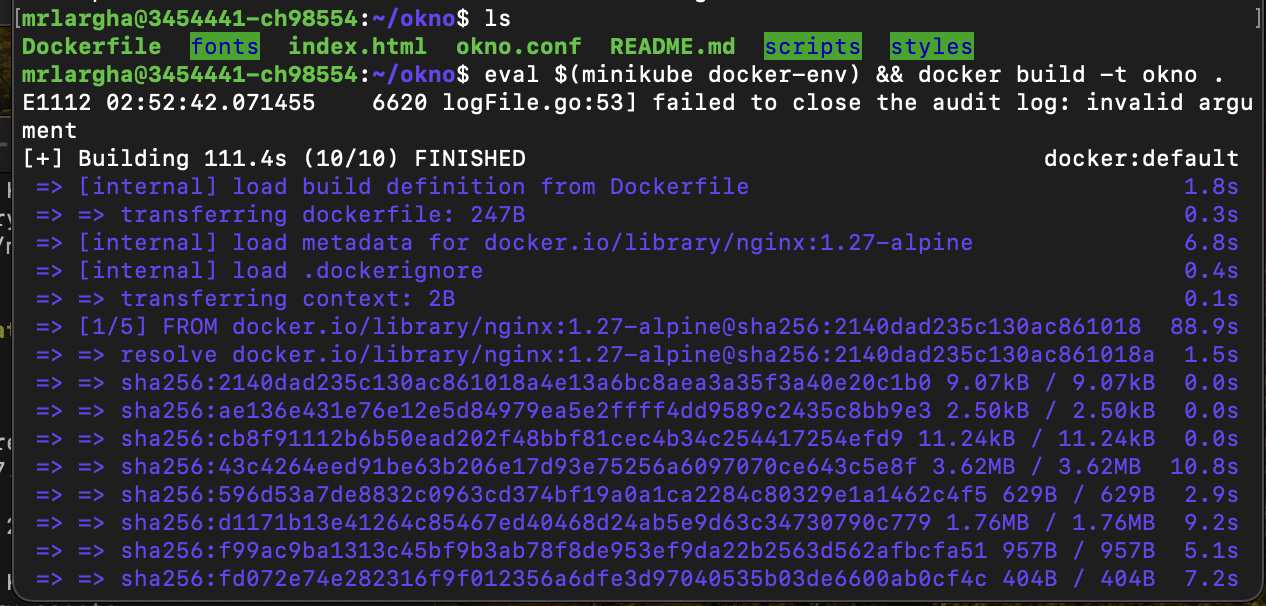 [mrlargha@3454441-ch98554:~/okno$ ls ]
Dockerfile fonts index.html okno.conf README.md scripts styles
mrlargha@3454441-ch98554:~/okno$ eval $(minikube docker-env) && docker build -t okno .
E1112 02:52:42.071455    6620 logFile.go:53] failed to close the audit log: invalid argu
ment
[+] Building 111.4s (10/10) FINISHED docker:default
=> [internal] load build definition from Dockerfile 1.8s
=> => transferring dockerfile: 247B 0.3s
=> [internal] load metadata for docker.io/library/nginx:1.27-alpine 6.8s
=> [internal] load .dockerignore 0.4s
=> => transferring context: 2B 0.1s
=> [1/5] FROM docker.io/library/nginx:1.27-alpine@sha256:2140dad235c130ac861018 88.9s
=> => resolve docker.io/library/nginx:1.27-alpine@sha256:2140dad235c130ac861018a 1.5s
=> => sha256:2140dad235c130ac861018a4e13a6bc8aea3a35f3a40e20c1b0 9.07kB / 9.07kB 0.0s
=> => sha256:ae136e431e76e12e5d84979ea5e2ffff4dd9589c2435c8bb9e3 2.50kB / 2.50kB 0.0s
=> => sha256:cb8f91112b6b50ead202f48bbf81cec4b34c254417254efd9 11.24kB / 11.24kB 0.0s
=> => sha256:43c4264eed91be63b206e17d93e75256a6097070ce643c5e8f 3.62MB / 3.62MB 10.8s
=> => sha256:596d53a7de8832c0963cd374bf19a0a1ca2284c80329e1a1462c4f5 629B / 629B 2.9s
=> => sha256:d1171b13e41264c85467ed40468d24ab5e9d63c34730790c779 1.76MB / 1.76MB 9.2s
=> => sha256:f99ac9ba1313c45bf9b3ab78f8de953ef9da22b2563d562afbcfa51 957B / 957B 5.1s
=> => sha256:fd072e74e282316f9f012356a6dfe3d97040535b03de6600ab0cf4c 404B / 404B 7.2s